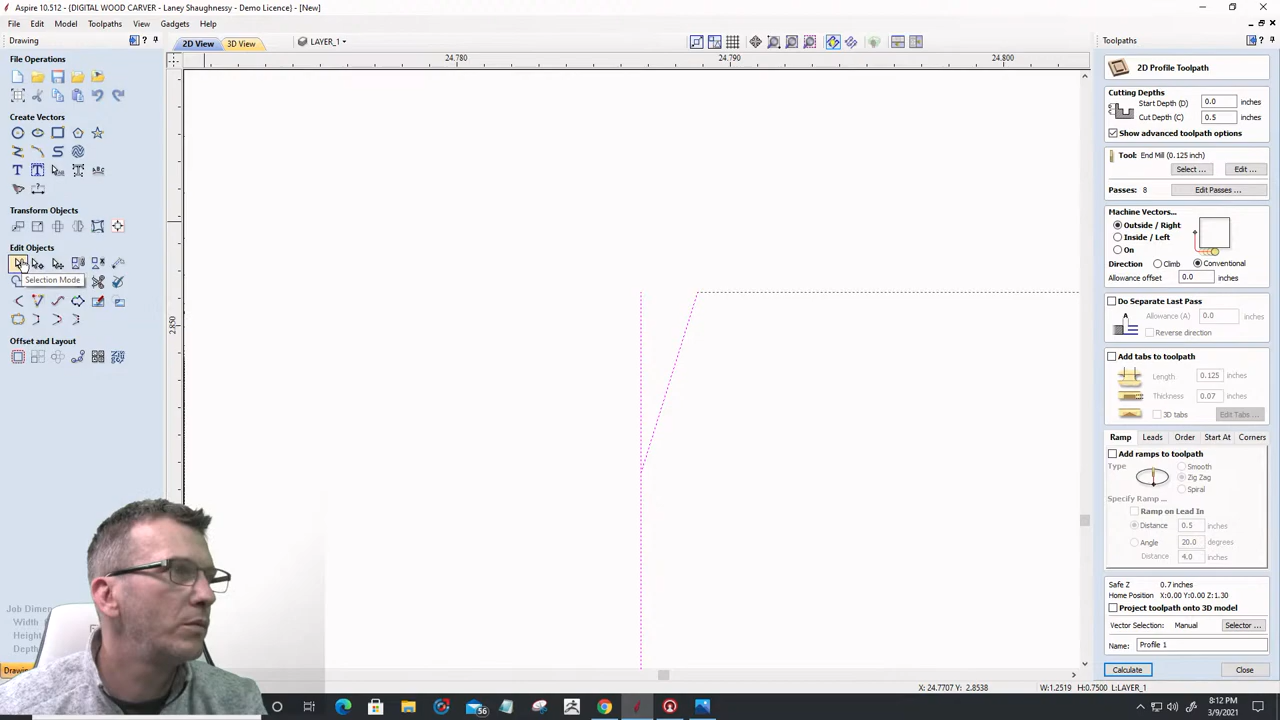 Aspire 10.512 - {DIGITAL WOOD CARVER - Laney Shaughnessy - Demo Licence} - [New]
File Edit Model Toolpaths View Gadgets Help
Drawing
2D View 3D View LAYER_1
Toolpaths
File Operations
Create Vectors
Transform Objects
Edit Objects
Selection Mode
Offset and Layout
Job Dimen
Width
Height
Depth
Drawing
24.780 24.790 24.800
2.850
2D Profile Toolpath
Cutting Depths
Start Depth (D) 0.0 inches
Cut Depth (C) 0.5 inches
Show advanced toolpath options
Tool: End Mill (0.125 inch)
Select ... Edit ...
Passes: 8 Edit Passes ...
Machine Vectors...
Outside / Right
Inside / Left
On
Direction Climb Conventional
Allowance offset 0.0 inches
Do Separate Last Pass
Allowance (A) 0.0 inches
Reverse direction
Add tabs to toolpath
Length 0.125 inches
Thickness 0.07 inches
3D tabs Edit Tabs ...
Ramp Leads Order Start At Corners
Add ramps to toolpath
Type Smooth
Zig Zag
Spiral
Specify Ramp ...
Ramp on Lead In
Distance 0.5 inches
Angle 20.0 degrees
Distance 4.0 inches
Safe Z 0.7 inches
Home Position X:0.00 Y:0.00 Z:1.30
Project toolpath onto 3D model
Vector Selection: Manual Selector ...
Name: Profile 1
Calculate Close
X: 24.7707 Y: 2.8538 W:1.2519 H:0.7500 L:LAYER_1
56
8:12 PM
3/9/2021